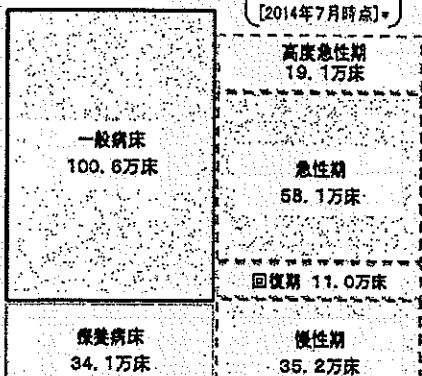 [2014年7月時点]*
高度急性期
19.1万床
一般病床
100.6万床
急性期
58.1万床
回復期 11.0万床
療養病床
34.1万床
慢性期
35.2万床